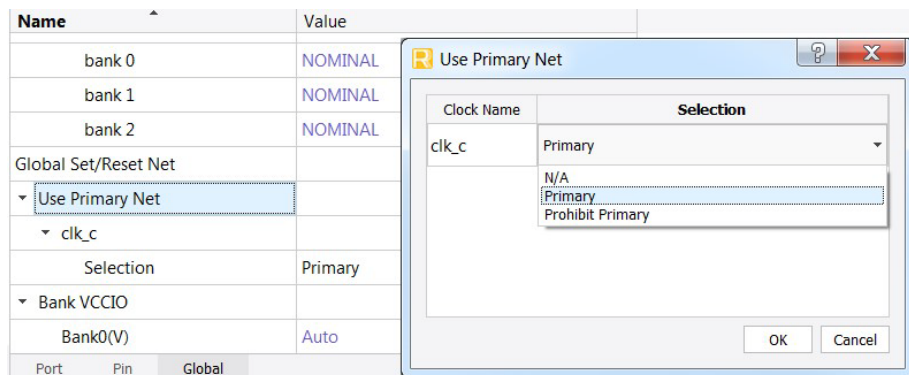 Name Value
bank 0 NOMINAL
bank 1 NOMINAL
bank 2 NOMINAL
Global Set/Reset Net
Use Primary Net
clk_c
Selection Primary
Bank VCCIO
Bank0(V) Auto
Port Pin Global
Use Primary Net
Clock Name Selection
clk_c Primary
N/A
Primary
Prohibit Primary
OK Cancel